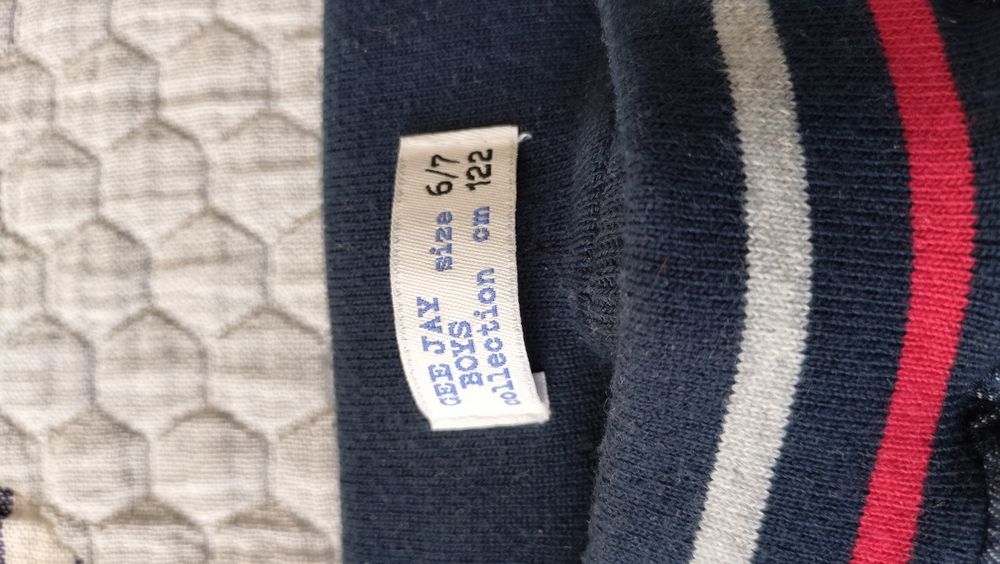 GEE JAY size 6/7
BOYS
collection cm 122